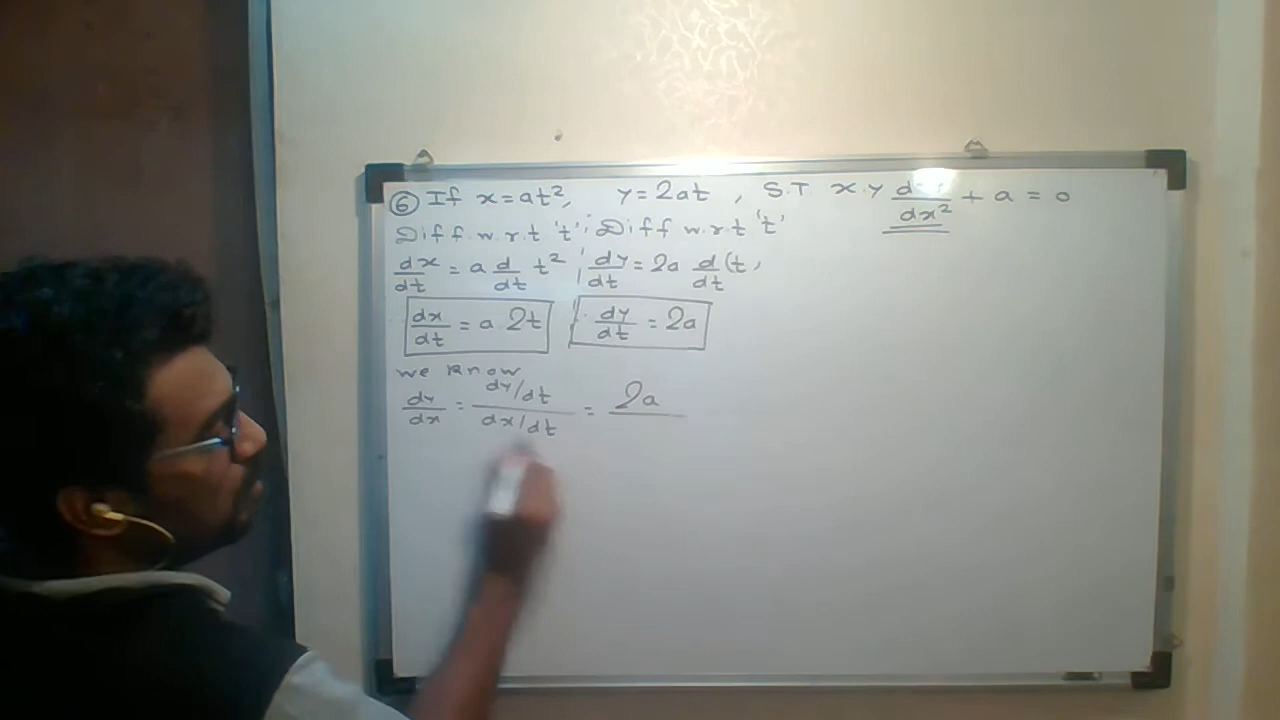 ⑥ If x = at², y = 2at, S.T x.y d²y/dx² + a = 0
Diff w.r.t 't' ; Diff w.r.t 't'
dx/dt = a d/dt t² ; dy/dt = 2a d/dt (t)
dx/dt = a 2t dy/dt = 2a
we know
dy/dx = dy/dt / dx/dt = 2a